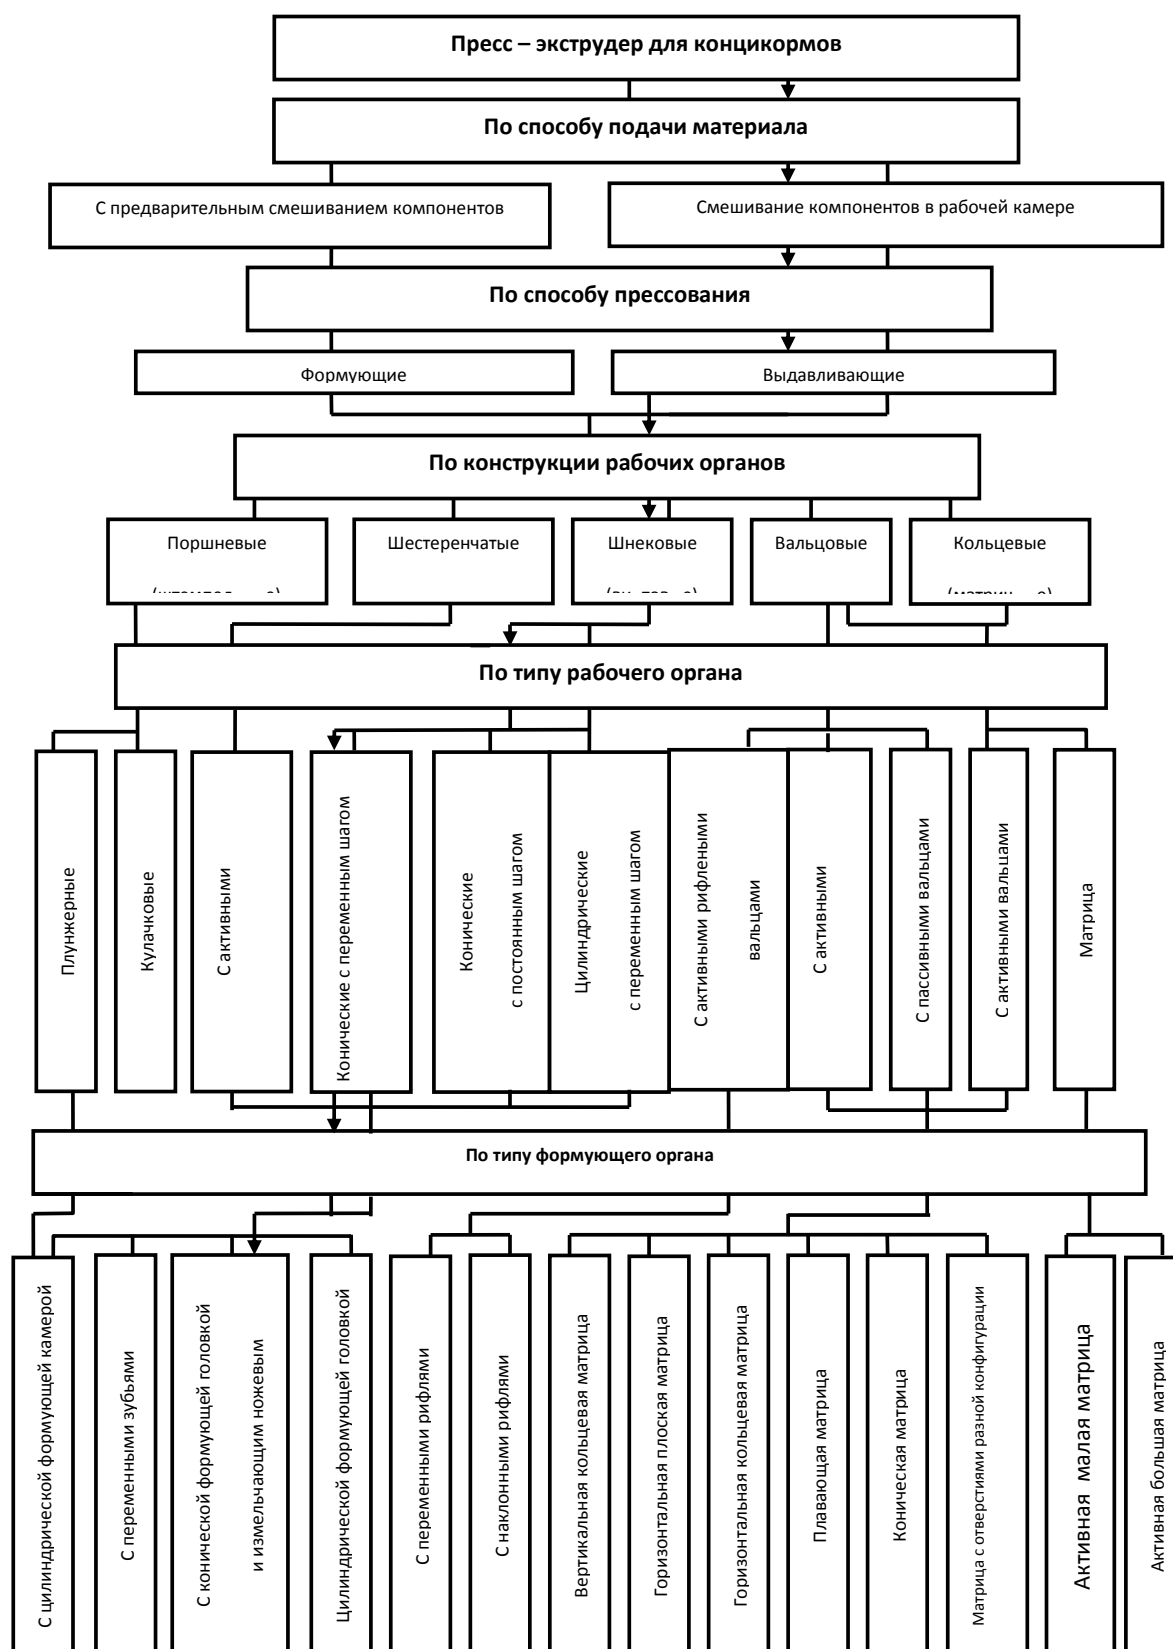 Пресс – экструдер для концикормов
По способу подачи материала
С предварительным смешиванием компонентов
Смешивание компонентов в рабочей камере
По способу прессования
Формующие
Выдавливающие
По конструкции рабочих органов
Поршневые
Шестеренчатые
Шнековые
Вальцовые
Кольцевые
По типу рабочего органа
Плунжерные
Кулачковые
С активными
Конические с переменным шагом
Конические
с постоянным шагом
Цилиндрические
с переменным шагом
С активными рифлеными
вальцами
С активными
С пассивными вальцами
С активными вальцами
Матрица
По типу формующего органа
С цилиндрической формующей камерой
С переменными зубьями
С конической формующей головкой
и измельчающим ножевым
Цилиндрической формующей головкой
С переменными рифлями
С наклонными рифлями
Вертикальная кольцевая матрица
Горизонтальная плоская матрица
Горизонтальная кольцевая матрица
Плавающая матрица
Коническая матрица
Матрица с отверстиями разной конфигурации
Активная малая матрица
Активная большая матрица